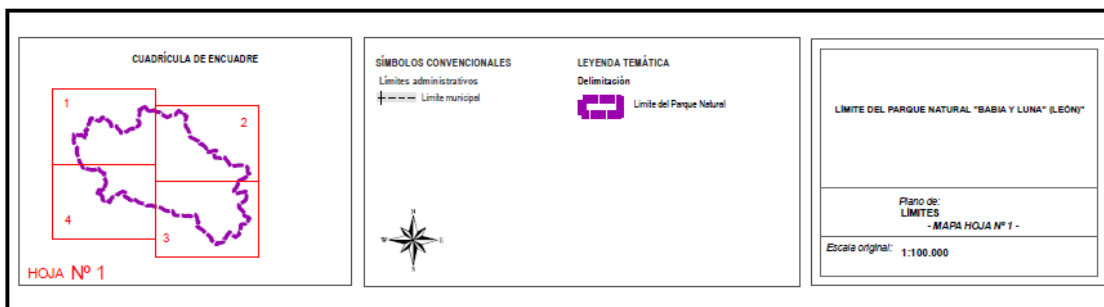 CUADRÍCULA DE ENCUADRE
1
2
4
3
HOJA Nº 1
SÍMBOLOS CONVENCIONALES
Límites administrativos
Límite municipal
LEYENDA TEMÁTICA
Delimitación
Límite del Parque Natural
N
W
E
S
LÍMITE DEL PARQUE NATURAL "BABIA Y LUNA" (LEÓN)"
Plano de:
LÍMITES
- MAPA HOJA Nº 1 -
Escala original: 1:100.000